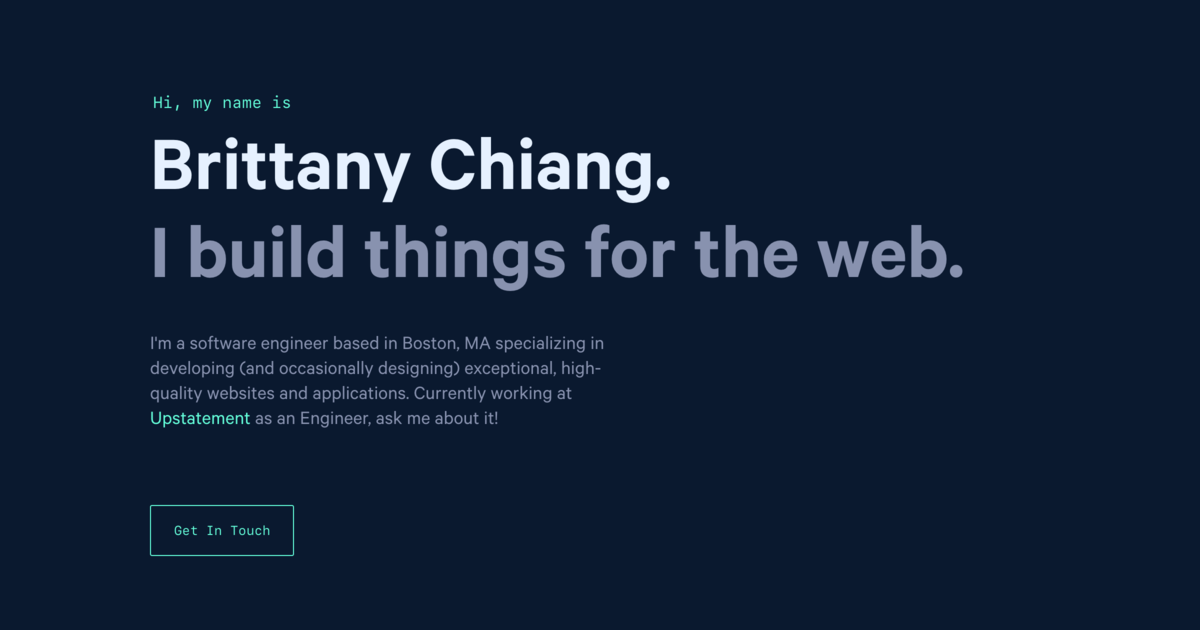 Hi, my name is
Brittany Chiang.
I build things for the web.
I'm a software engineer based in Boston, MA specializing in
developing (and occasionally designing) exceptional, high-
quality websites and applications. Currently working at
Upstatement as an Engineer, ask me about it!
Get In Touch